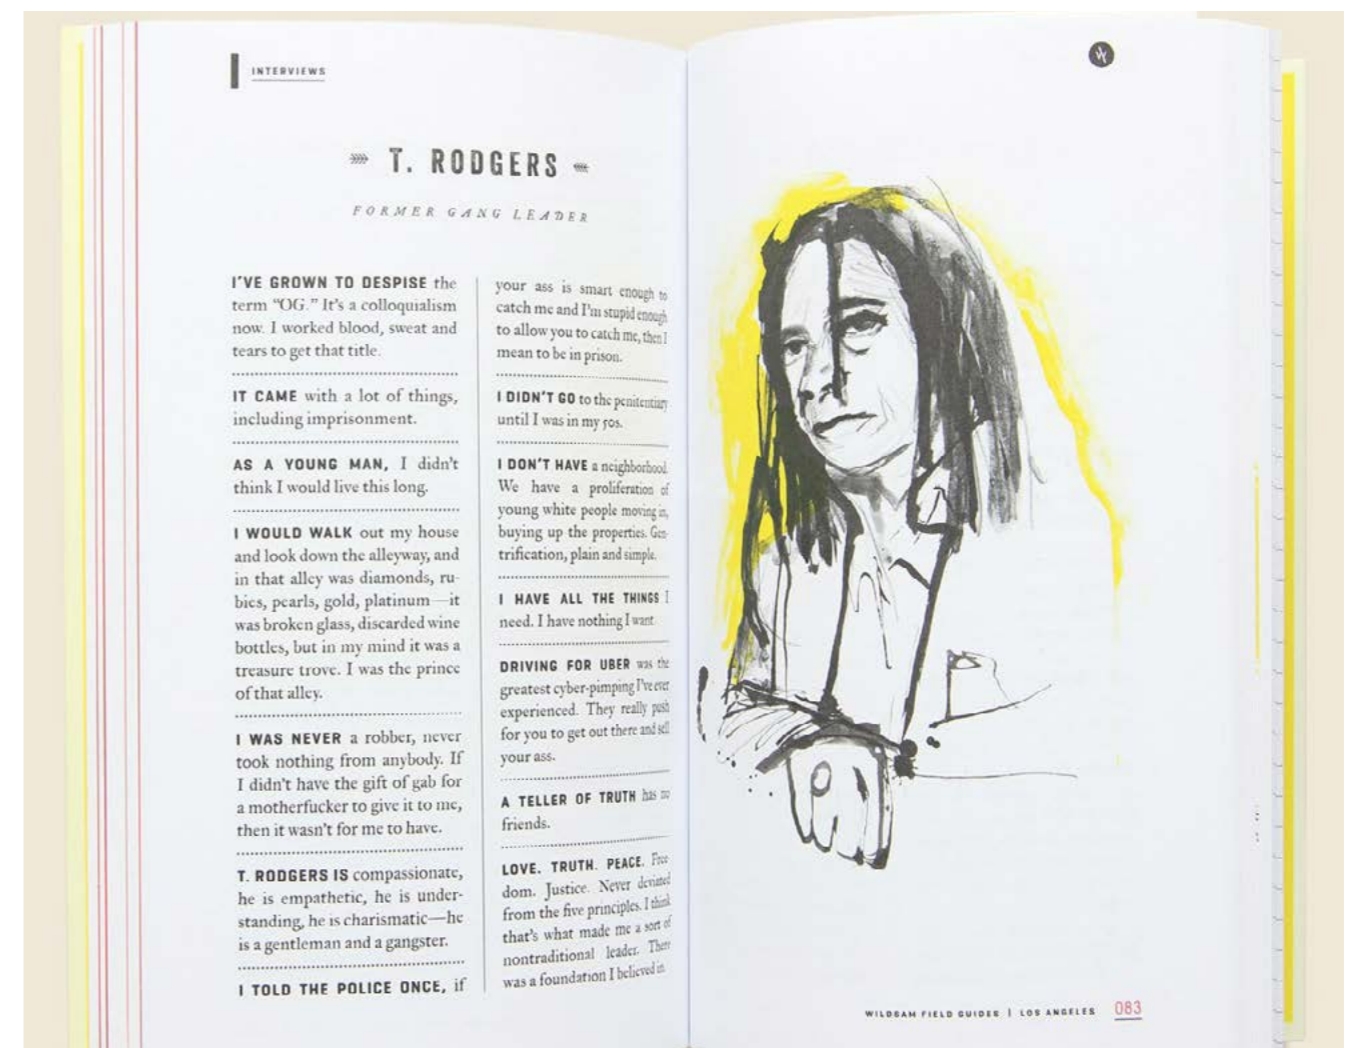 INTERVIEWS
T. RODGERS
FORMER GANG LEADER
I'VE GROWN TO DESPISE the
term “OG.” It's a colloquialism
now. I worked blood, sweat and
tears to get that title.
IT CAME with a lot of things,
including imprisonment.
AS A YOUNG MAN, I didn't
think I would live this long.
I WOULD WALK out my house
and look down the alleyway, and
in that alley was diamonds, ru-
bies, pearls, gold, platinum—it
was broken glass, discarded wine
bottles, but in my mind it was a
treasure trove. I was the prince
of that alley.
I WAS NEVER a robber, never
took nothing from anybody. If
I didn't have the gift of gab for
a motherfucker to give it to me,
then it wasn't for me to have.
T. RODGERS IS compassionate,
he is empathetic, he is under-
standing, he is charismatic—he
is a gentleman and a gangster.
I TOLD THE POLICE ONCE, if
your ass is smart enough to
catch me and I'm stupid enough
to allow you to catch me, then I
mean to be in prison.
I DIDN'T GO to the penitentiary
until I was in my 50s.
I DON'T HAVE a neighborhood.
We have a proliferation of
young white people moving in,
buying up the properties. Gen-
trification, plain and simple.
I HAVE ALL THE THINGS I
need. I have nothing I want.
DRIVING FOR UBER was the
greatest cyber-pimping I've ever
experienced. They really push
for you to get out there and sell
your ass.
A TELLER OF TRUTH has no
friends.
LOVE. TRUTH. PEACE. Free-
dom. Justice. Never deviated
from the five principles. I think
that's what made me a sort of
nontraditional leader. There
was a foundation I believed in.
WILDSAM FIELD GUIDES | LOS ANGELES 083